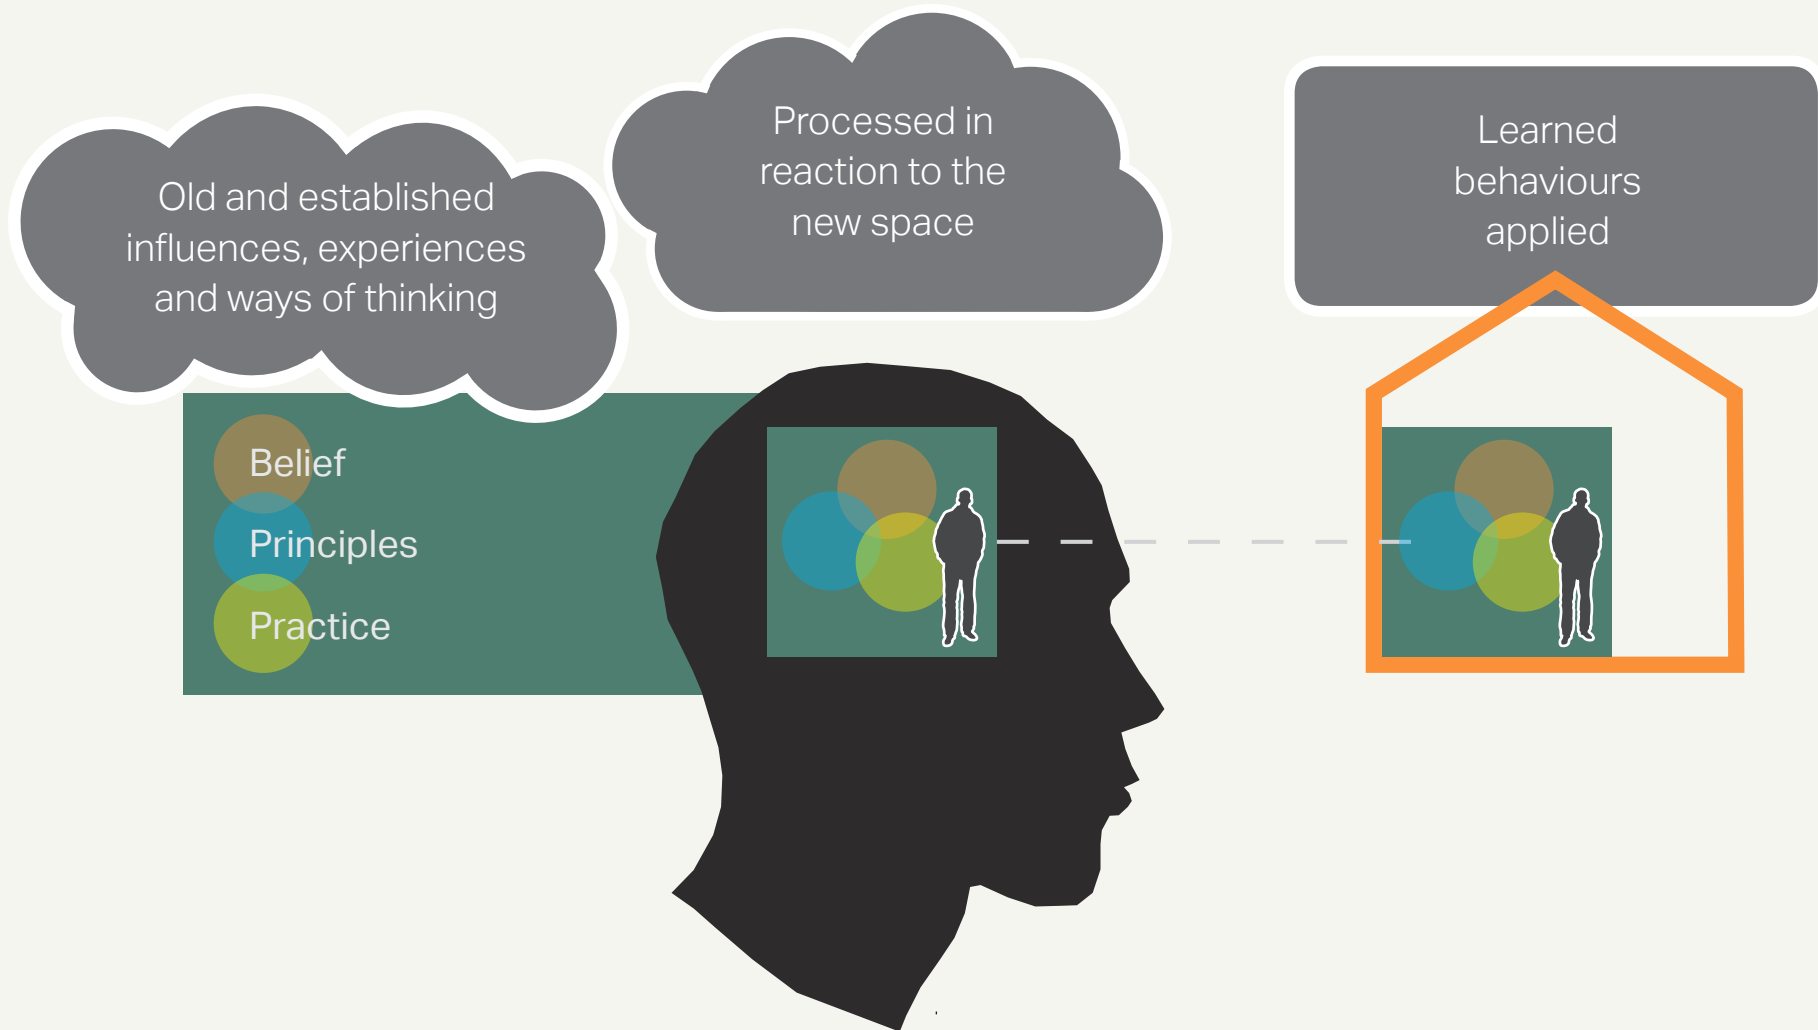 Old and established
influences, experiences
and ways of thinking
Processed in
reaction to the
new space
Learned
behaviours
applied
Belief
Principles
Practice